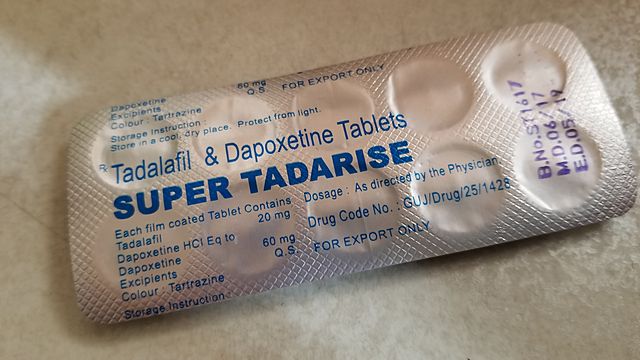 Dapoxetine 60 mg
Excipients Q.S. FOR EXPORT ONLY
Colour : Tartrazine
Storage Instruction :
Store in a cool, dry place. Protect from light.
Rx Tadalafil & Dapoxetine Tablets
SUPER TADARISE
Each film coated Tablet Contains
Tadalafil 20 mg
Dapoxetine HCl Eq to
Dapoxetine 60 mg
Excipients Q.S.
Colour : Tartrazine
Storage Instruction
Dosage : As directed by the Physician.
Drug Code No. : GUJ/Drug/25/1428
FOR EXPORT ONLY
M.D.06/17